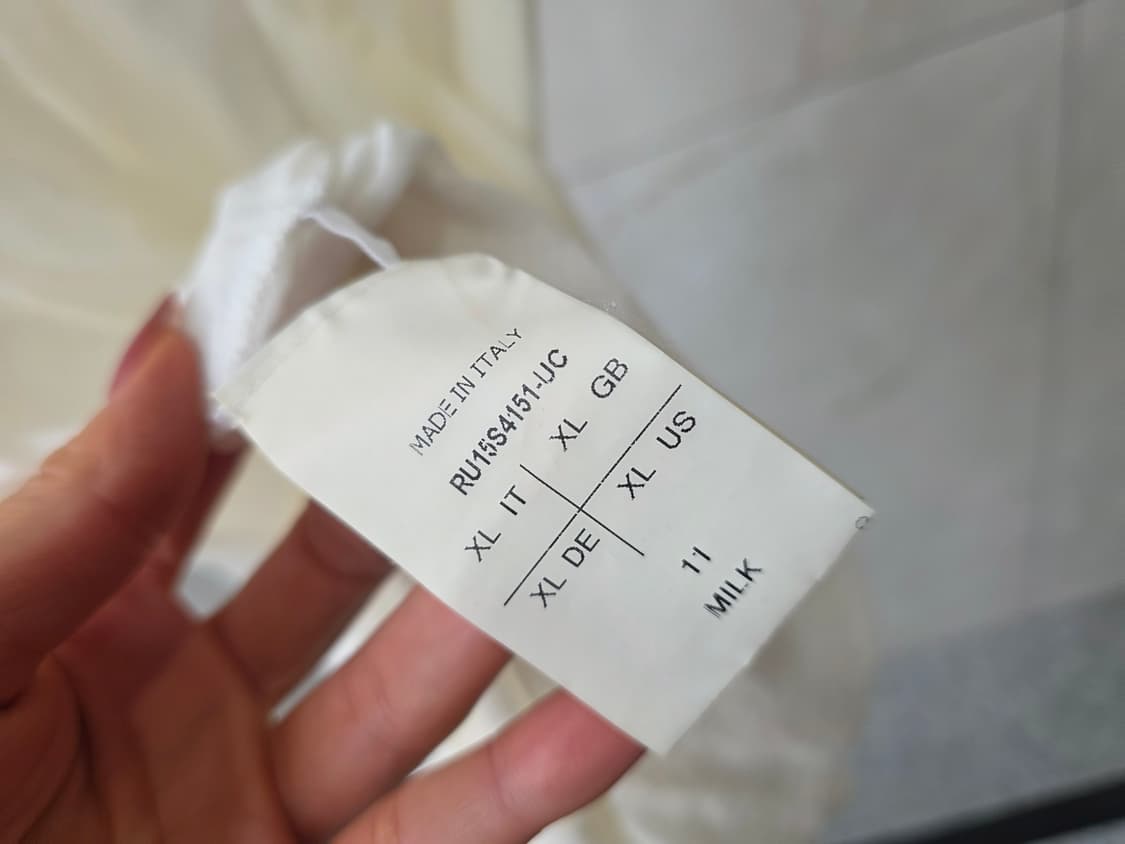 MADE IN ITALY
RU15S4151-UC
XL IT XL GB
XL DE XL US
11
MILK